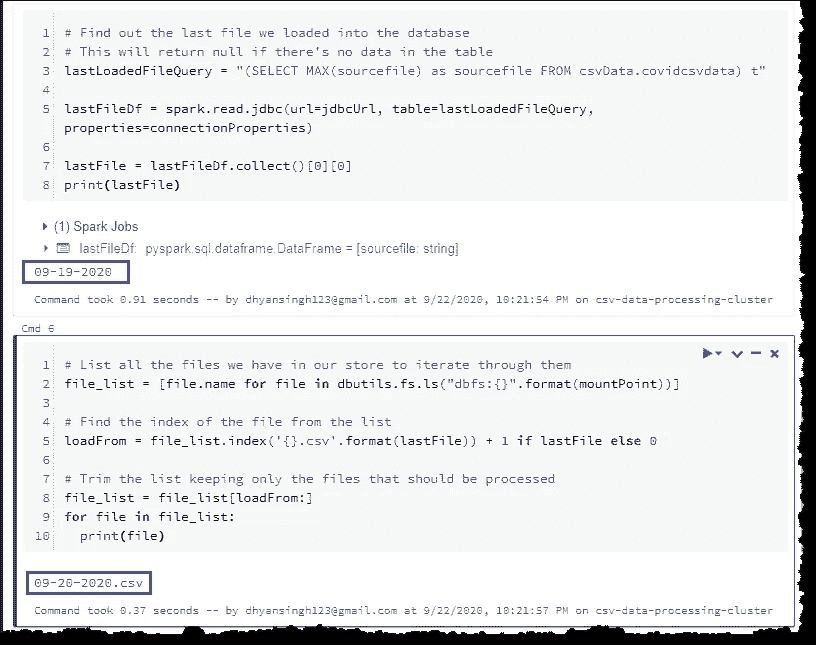 1 # Find out the last file we loaded into the database
2 # This will return null if there's no data in the table
3 lastLoadedFileQuery = "(SELECT MAX(sourcefile) as sourcefile FROM csvData.covidcsvdata) t"
4
5 lastFileDf = spark.read.jdbc(url=jdbcUrl, table=lastLoadedFileQuery,
properties=connectionProperties)
6
7 lastFile = lastFileDf.collect()[0][0]
8 print(lastFile)
(1) Spark Jobs
lastFileDf: pyspark.sql.dataframe.DataFrame = [sourcefile: string]
09-19-2020
Command took 0.91 seconds -- by dhyansingh123@gmail.com at 9/22/2020, 10:21:54 PM on csv-data-processing-cluster
Cmd 6
1 # List all the files we have in our store to iterate through them
2 file_list = [file.name for file in dbutils.fs.ls("dbfs:{}".format(mountPoint))]
3
4 # Find the index of the file from the list
5 loadFrom = file_list.index('{}.csv'.format(lastFile)) + 1 if lastFile else 0
6
7 # Trim the list keeping only the files that should be processed
8 file_list = file_list[loadFrom:]
9 for file in file_list:
10 print(file)
09-20-2020.csv
Command took 0.37 seconds -- by dhyansingh123@gmail.com at 9/22/2020, 10:21:57 PM on csv-data-processing-cluster